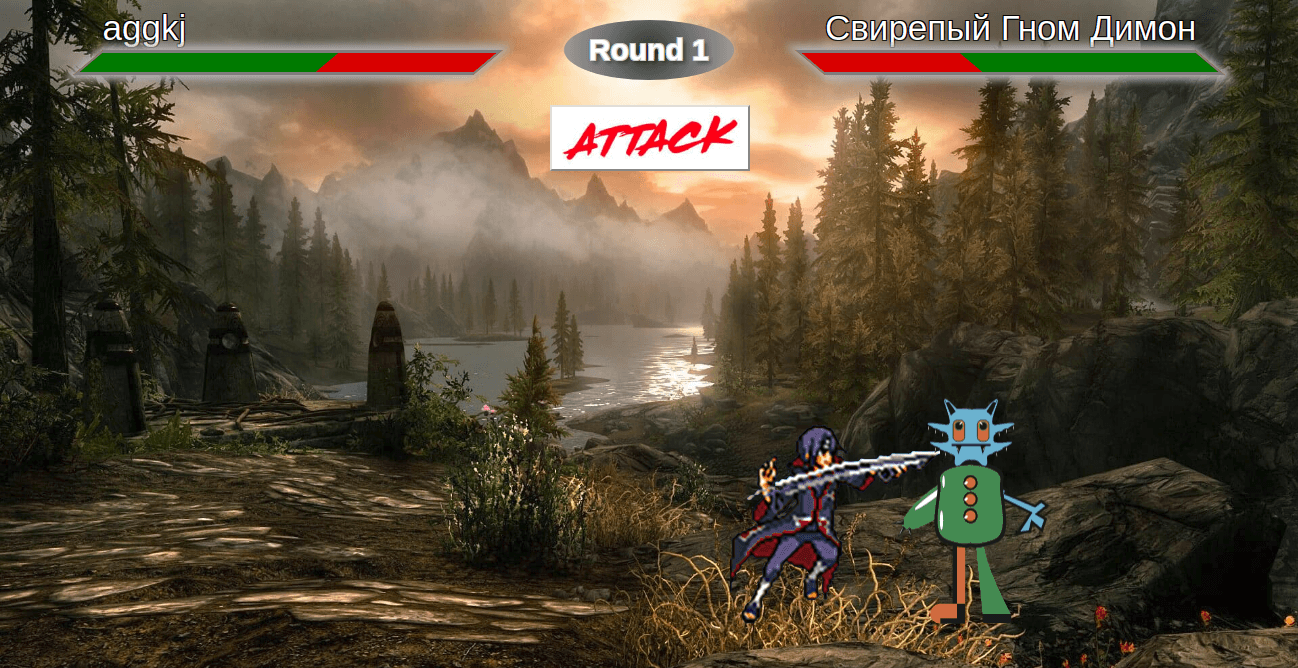 aggkj
Round 1
Свирепый Гном Димон
ATTACK